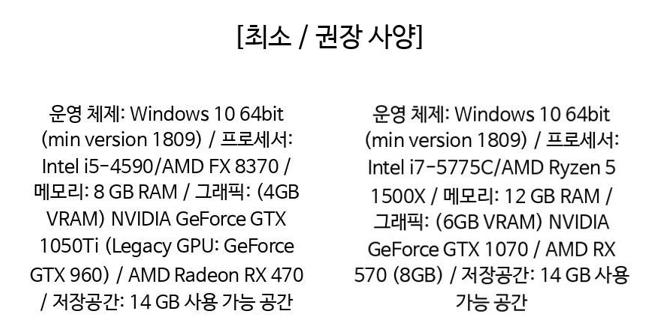 [최소 / 권장 사양]
운영 체제: Windows 10 64bit
(min version 1809) / 프로세서:
Intel i5-4590/AMD FX 8370 /
메모리: 8 GB RAM / 그래픽: (4GB
VRAM) NVIDIA GeForce GTX
1050Ti (Legacy GPU: GeForce
GTX 960) / AMD Radeon RX 470
/ 저장공간: 14 GB 사용 가능 공간
운영 체제: Windows 10 64bit
(min version 1809) / 프로세서:
Intel i7-5775C/AMD Ryzen 5
1500X / 메모리: 12 GB RAM /
그래픽: (6GB VRAM) NVIDIA
GeForce GTX 1070 / AMD RX
570 (8GB) / 저장공간: 14 GB 사용
가능 공간